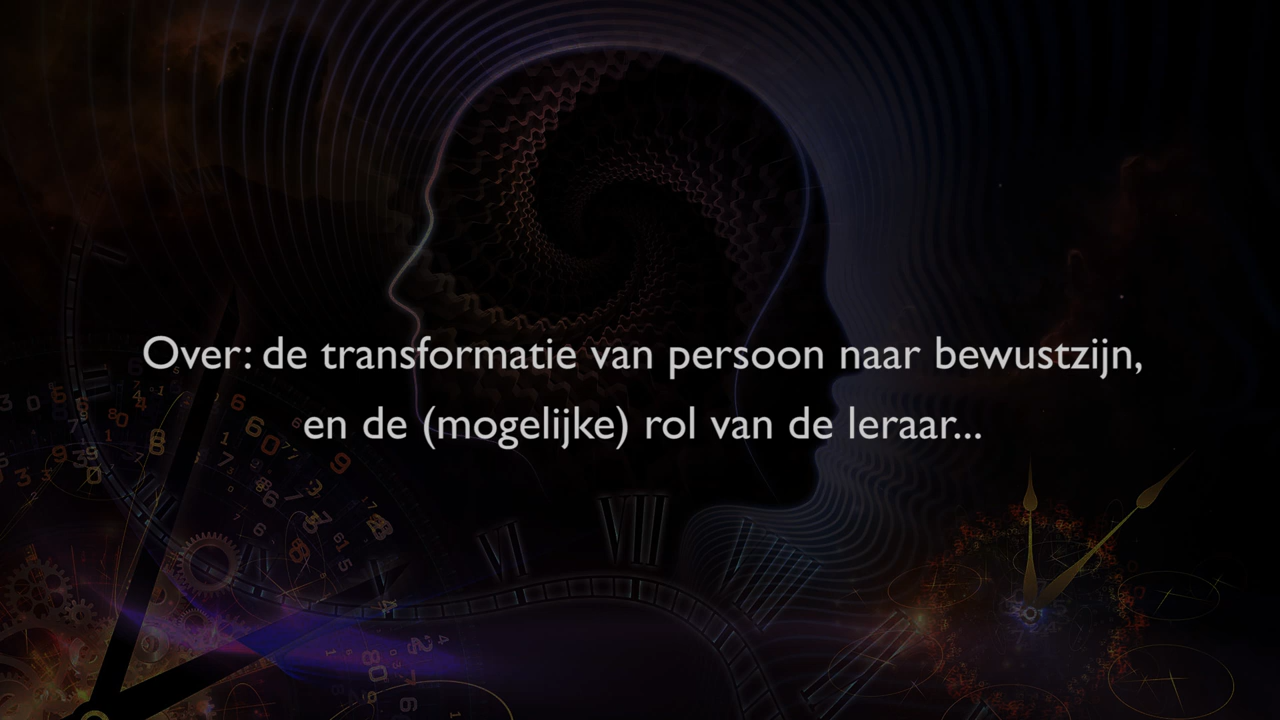 Over: de transformatie van persoon naar bewustzijn,
en de (mogelijke) rol van de leraar...